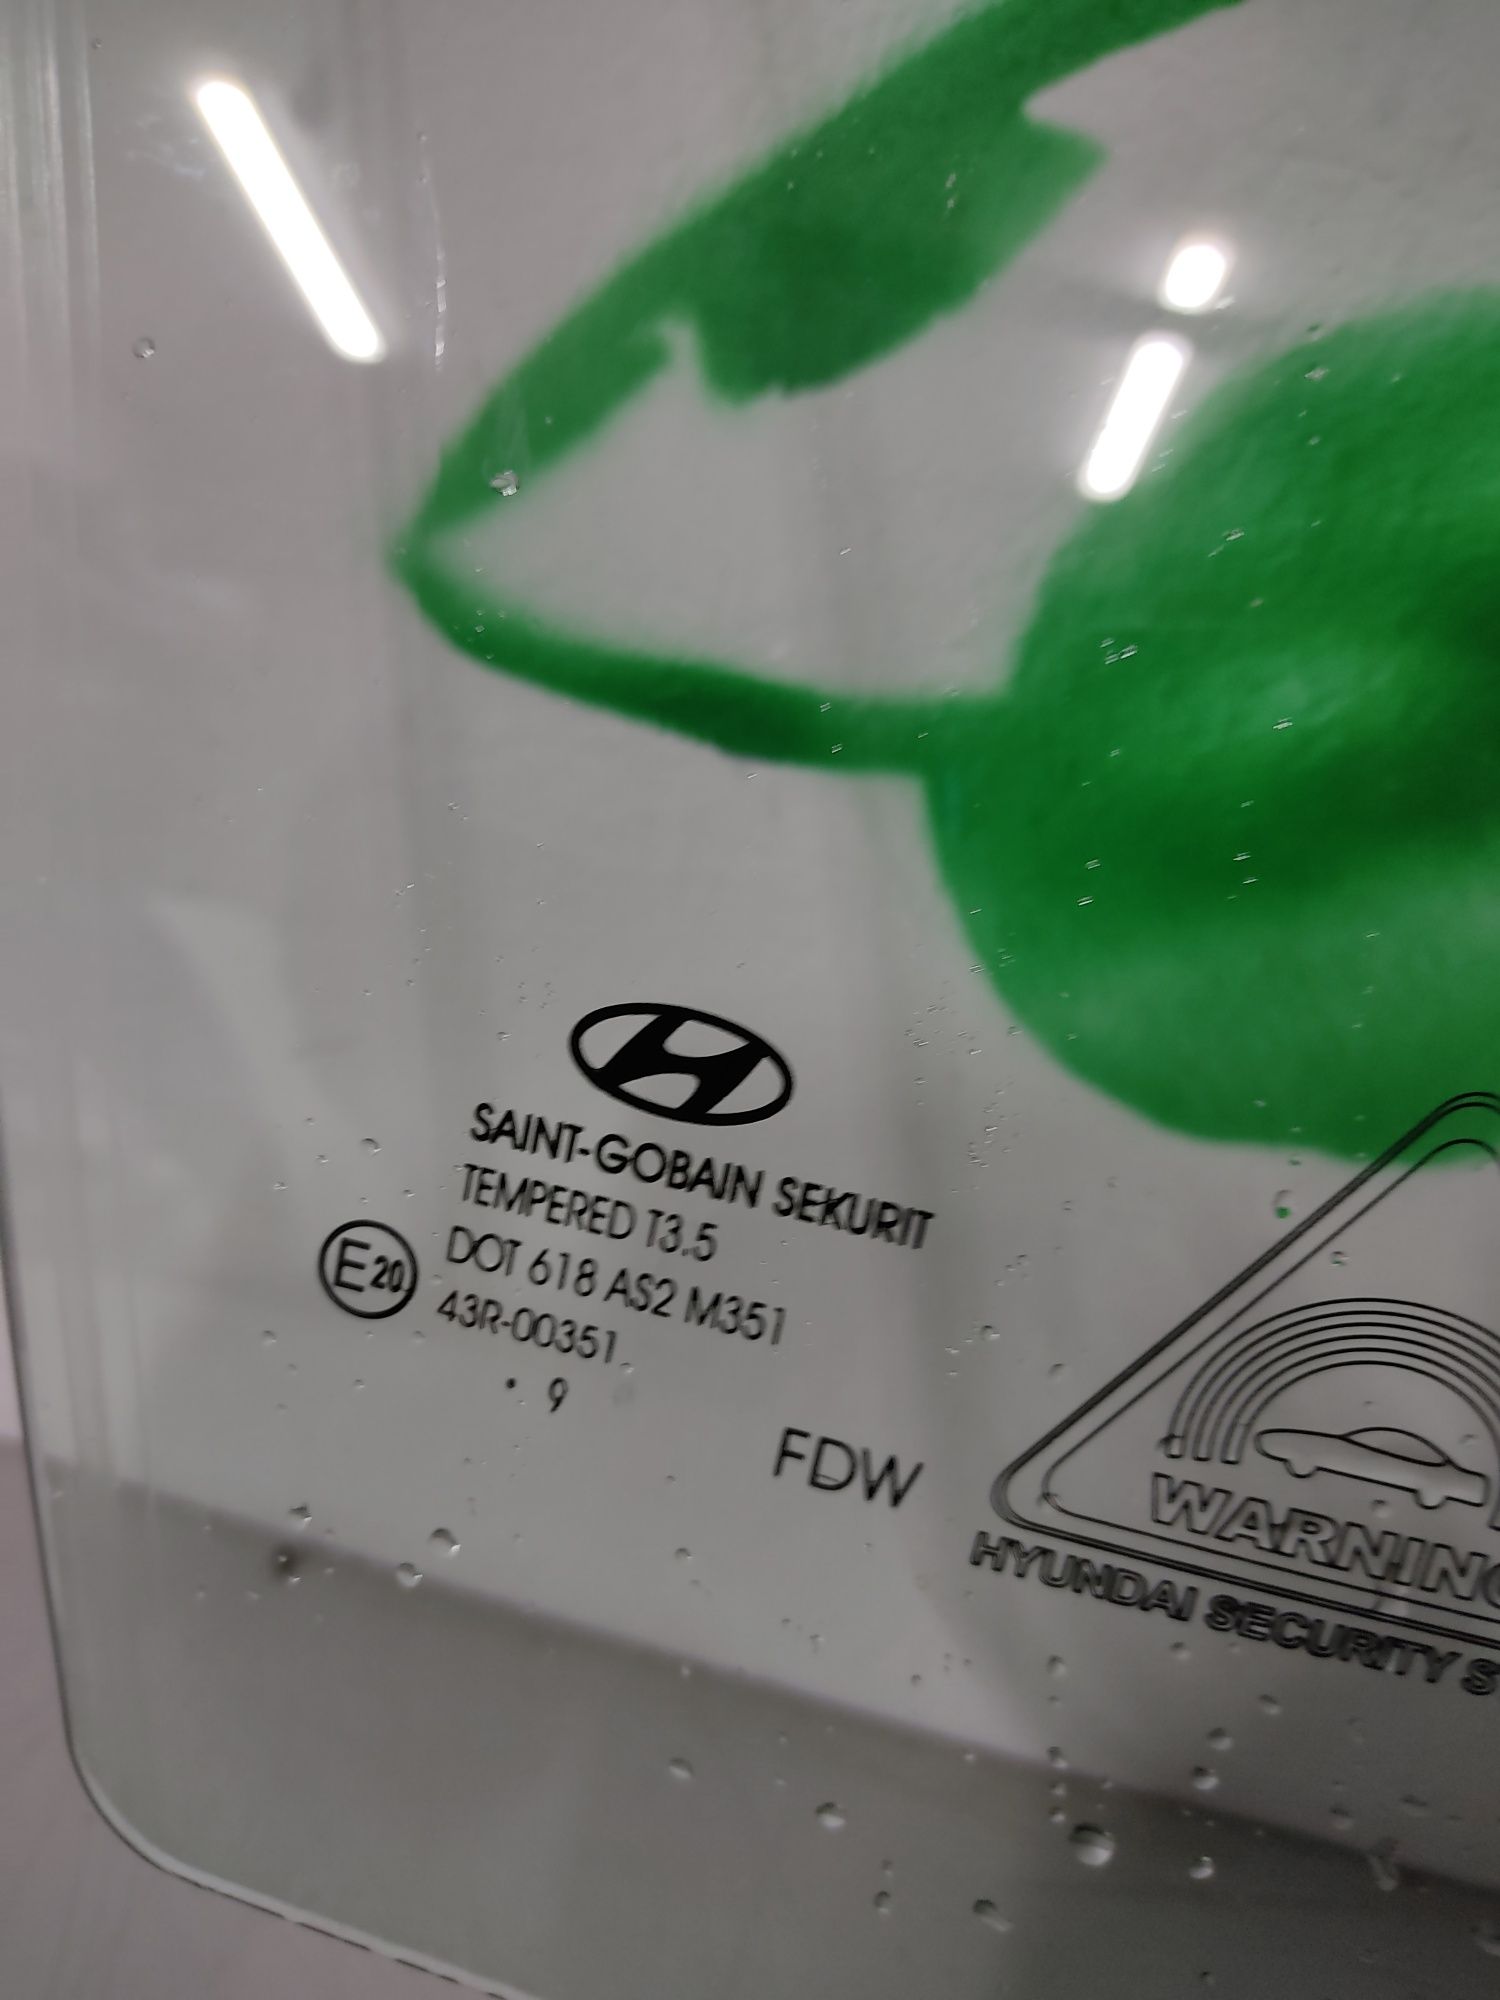 SAINT-GOBAIN SEKURIT
TEMPERED T3.5
DOT 618 AS2 M351
E20 43R-00351
. 9
FDW
WARNING
HYUNDAI SECURITY S